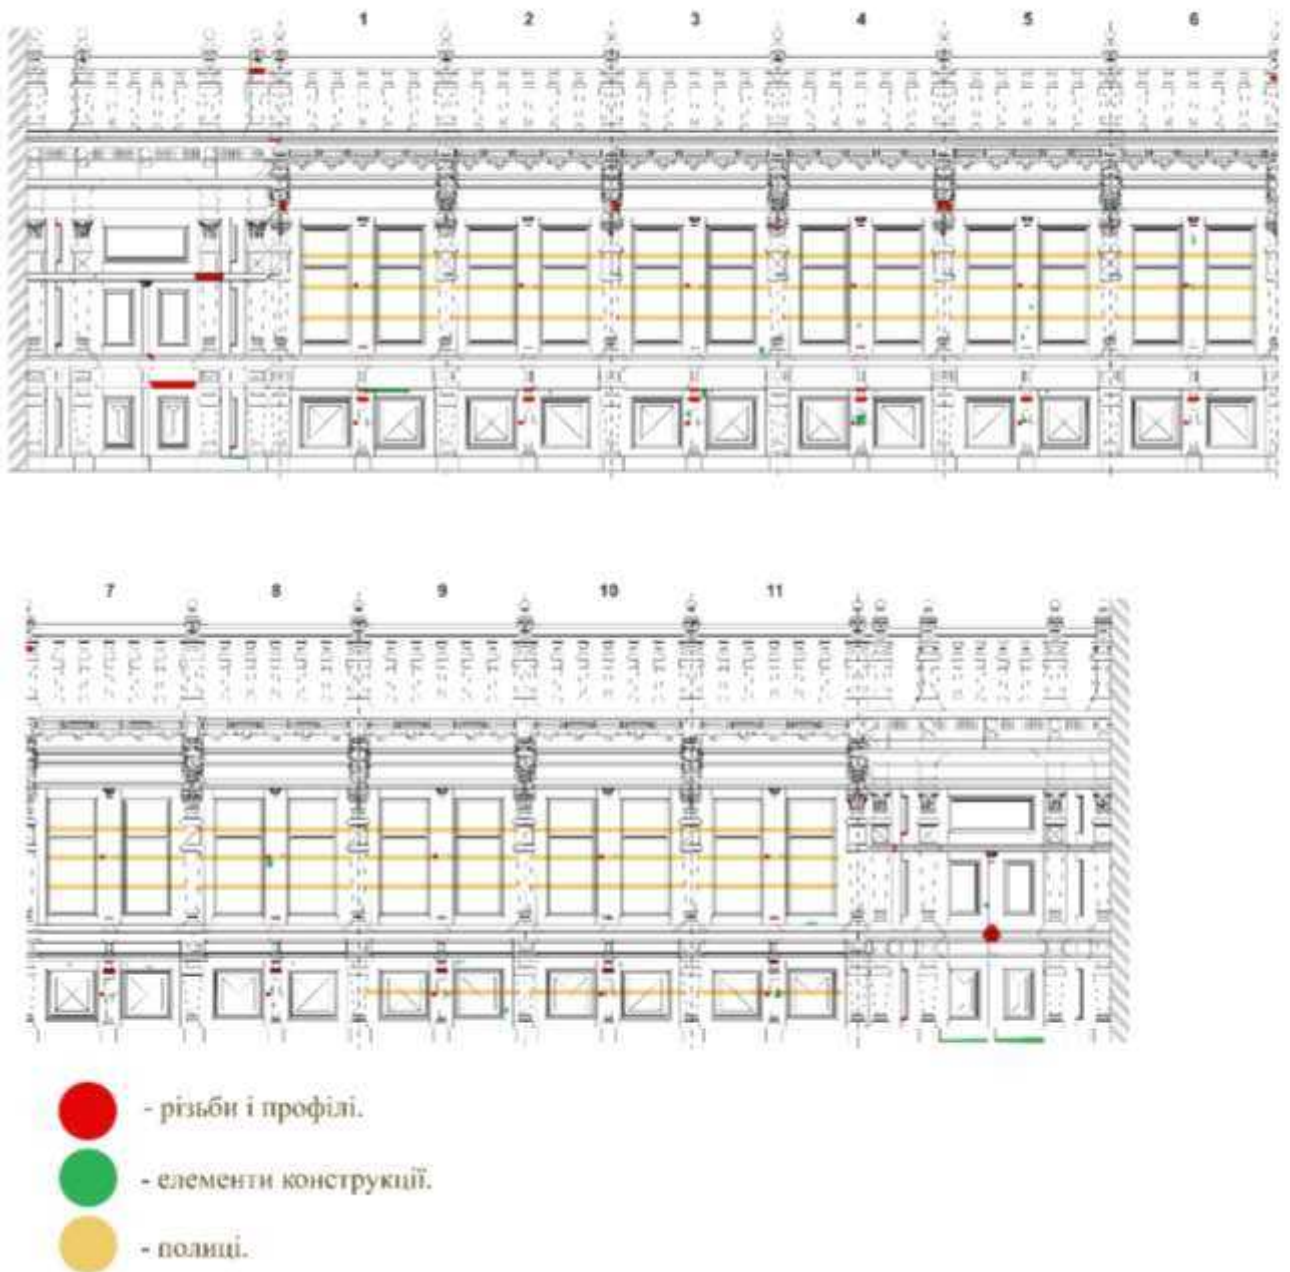 1 2 3 4 5 6
7 8 9 10 11
- різьби і профілі.
- елементи конструкції.
- полиці.